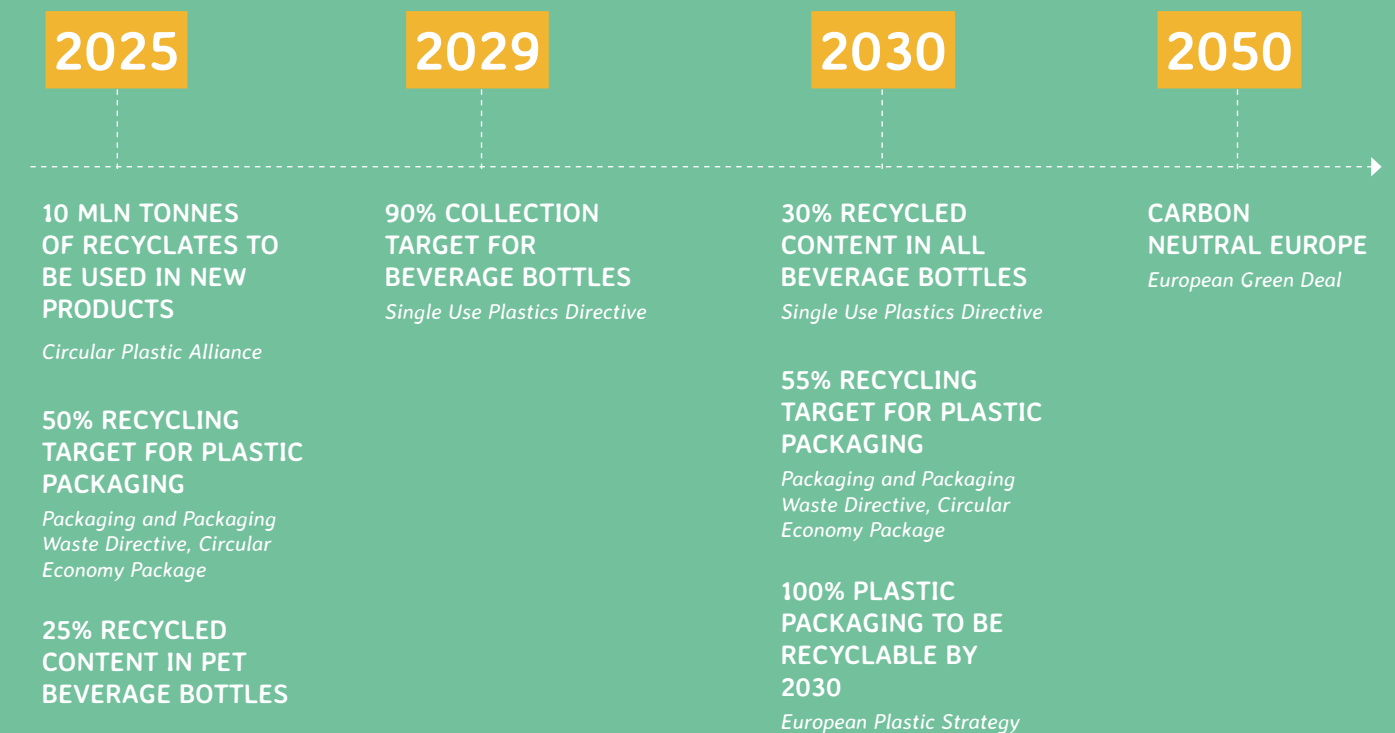 2025
10 MLN TONNES
OF RECYCLATES TO
BE USED IN NEW
PRODUCTS
Circular Plastic Alliance
50% RECYCLING
TARGET FOR PLASTIC
PACKAGING
Packaging and Packaging
Waste Directive, Circular
Economy Package
25% RECYCLED
CONTENT IN PET
BEVERAGE BOTTLES
2029
90% COLLECTION
TARGET FOR
BEVERAGE BOTTLES
Single Use Plastics Directive
2030
30% RECYCLED
CONTENT IN ALL
BEVERAGE BOTTLES
Single Use Plastics Directive
55% RECYCLING
TARGET FOR PLASTIC
PACKAGING
Packaging and Packaging
Waste Directive, Circular
Economy Package
100% PLASTIC
PACKAGING TO BE
RECYCLABLE BY
2030
European Plastic Strategy
2050
CARBON
NEUTRAL EUROPE
European Green Deal